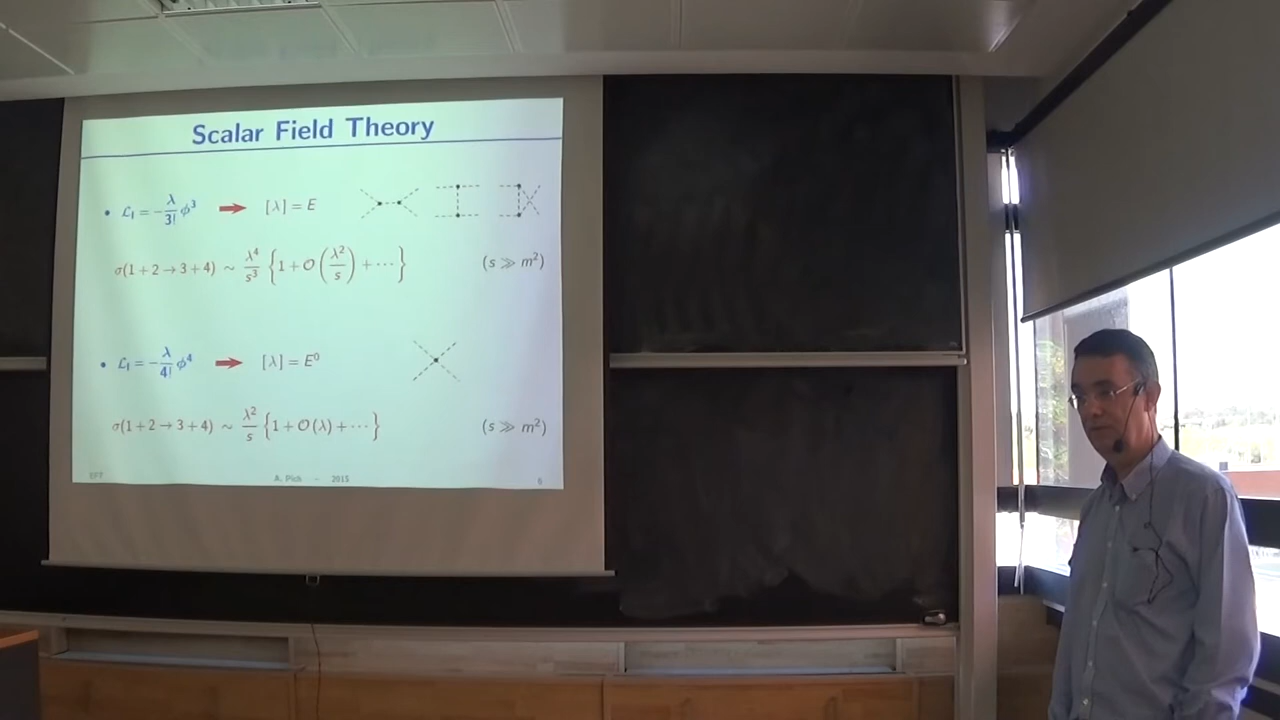 Scalar Field Theory
• 𝓛_I = −λ/3! ϕ³ ➡ [λ] = E
σ(1 + 2 → 3 + 4) ∼ λ⁴/s³ {1 + 𝒪(λ²/s) + ⋯} (s ≫ m²)
• 𝓛_I = −λ/4! ϕ⁴ ➡ [λ] = E⁰
σ(1 + 2 → 3 + 4) ∼ λ²/s {1 + 𝒪(λ) + ⋯} (s ≫ m²)
EFT A. Pich – 2015 6